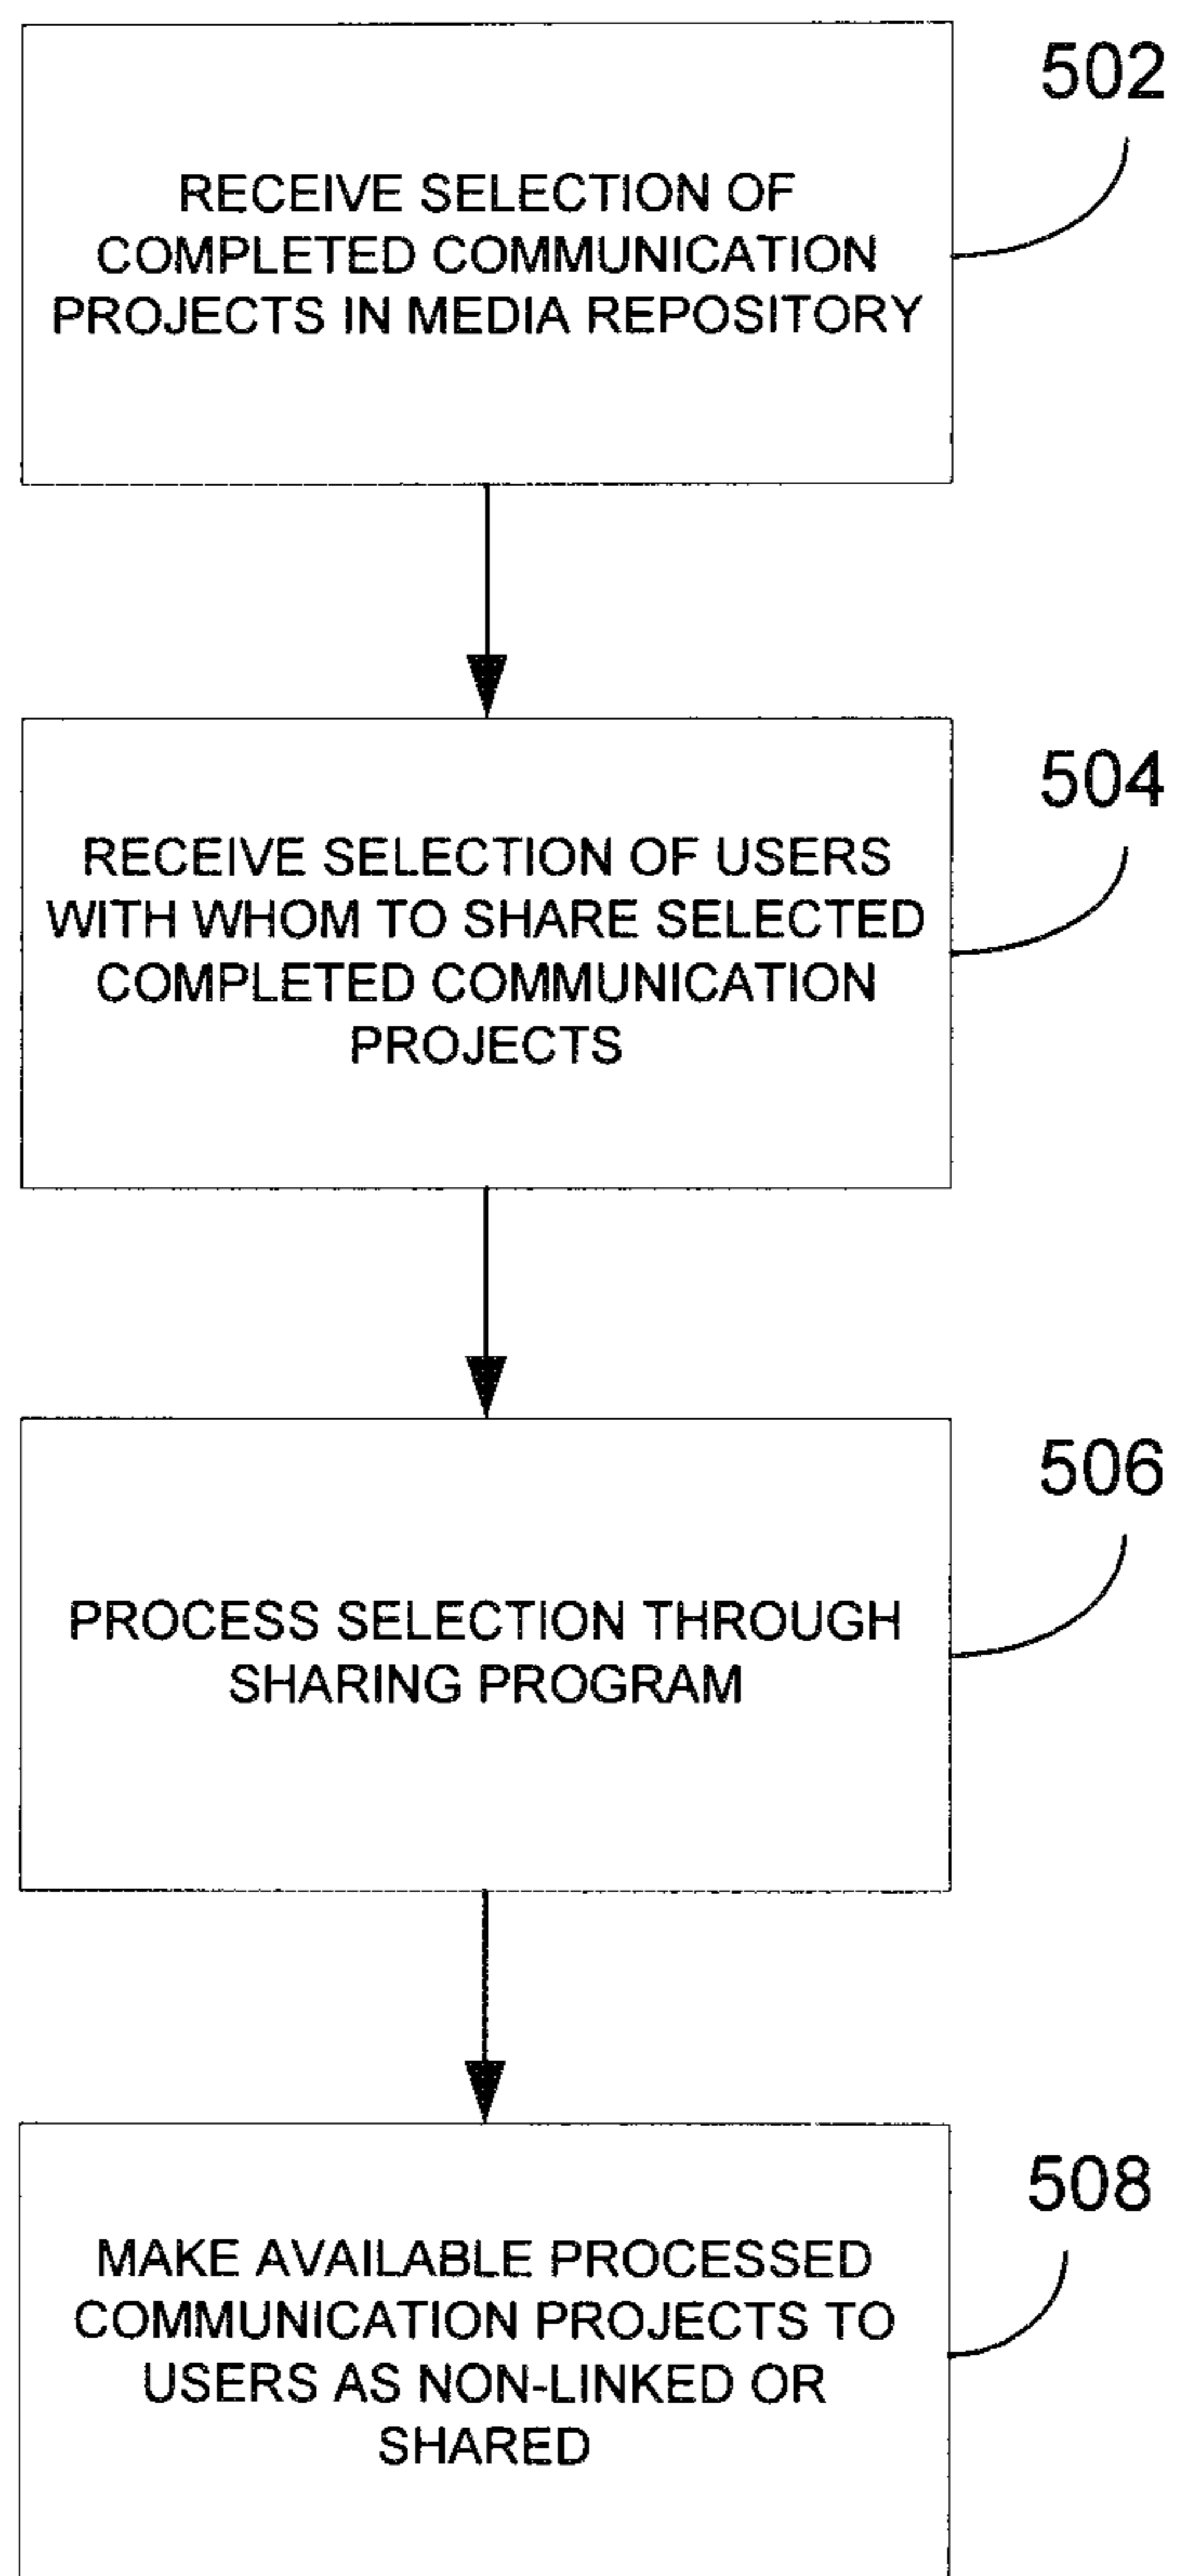 502
RECEIVE SELECTION OF
COMPLETED COMMUNICATION
PROJECTS IN MEDIA REPOSITORY
504
RECEIVE SELECTION OF USERS
WITH WHOM TO SHARE SELECTED
COMPLETED COMMUNICATION
PROJECTS
506
PROCESS SELECTION THROUGH
SHARING PROGRAM
508
MAKE AVAILABLE PROCESSED
COMMUNICATION PROJECTS TO
USERS AS NON-LINKED OR
SHARED